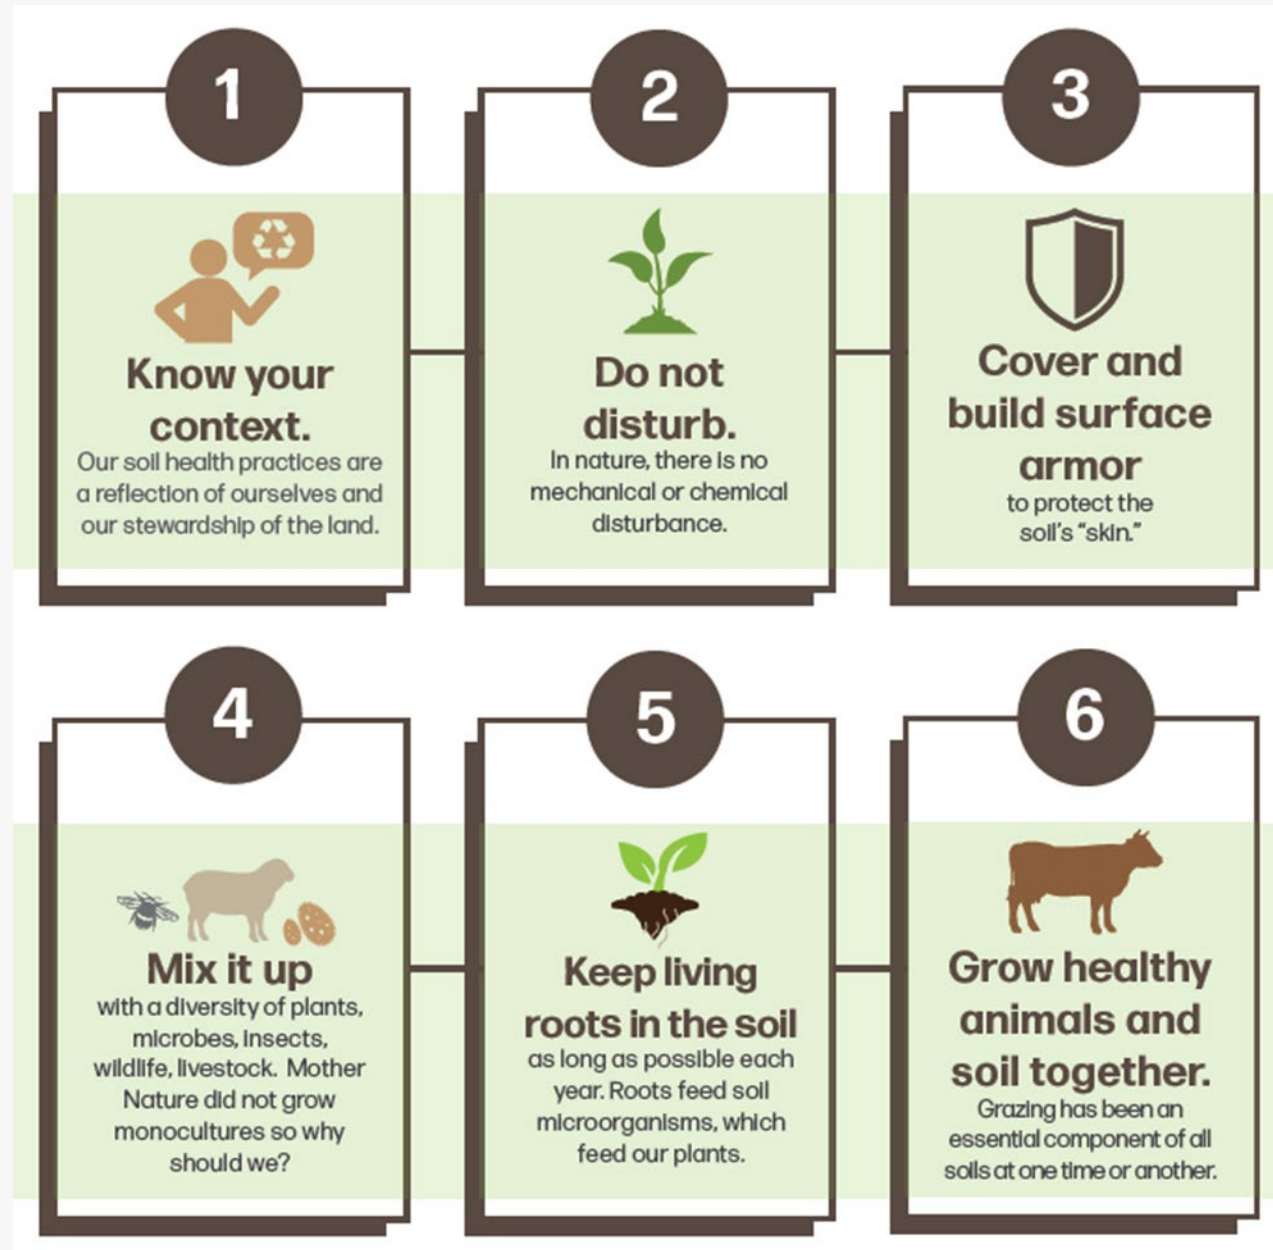 1
Know your
context.
Our soil health practices are
a reflection of ourselves and
our stewardship of the land.
2
Do not
disturb.
In nature, there is no
mechanical or chemical
disturbance.
3
Cover and
build surface
armor
to protect the
soil's “skin.”
4
Mix it up
with a diversity of plants,
microbes, insects,
wildlife, livestock. Mother
Nature did not grow
monocultures so why
should we?
5
Keep living
roots in the soil
as long as possible each
year. Roots feed soil
microorganisms, which
feed our plants.
6
Grow healthy
animals and
soil together.
Grazing has been an
essential component of all
soils at one time or another.